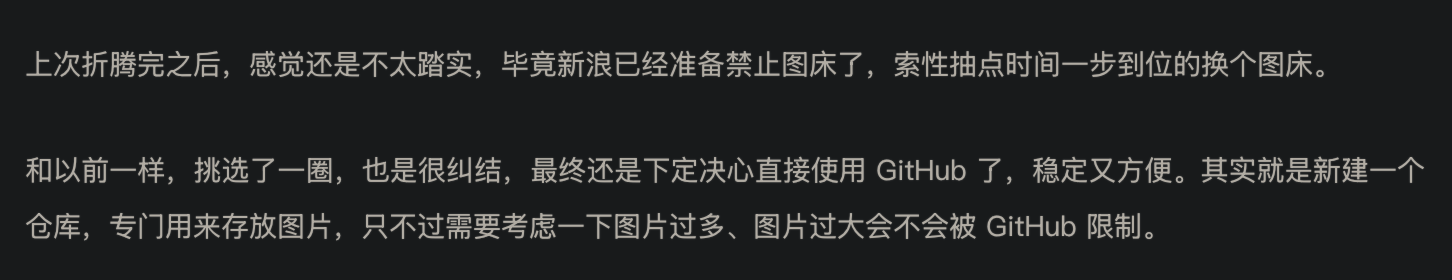 上次折腾完之后，感觉还是不太踏实，毕竟新浪已经准备禁止图床了，索性抽点时间一步到位的换个图床。
和以前一样，挑选了一圈，也是很纠结，最终还是下定决心直接使用 GitHub 了，稳定又方便。其实就是新建一个
仓库，专门用来存放图片，只不过需要考虑一下图片过多、图片过大会不会被 GitHub 限制。